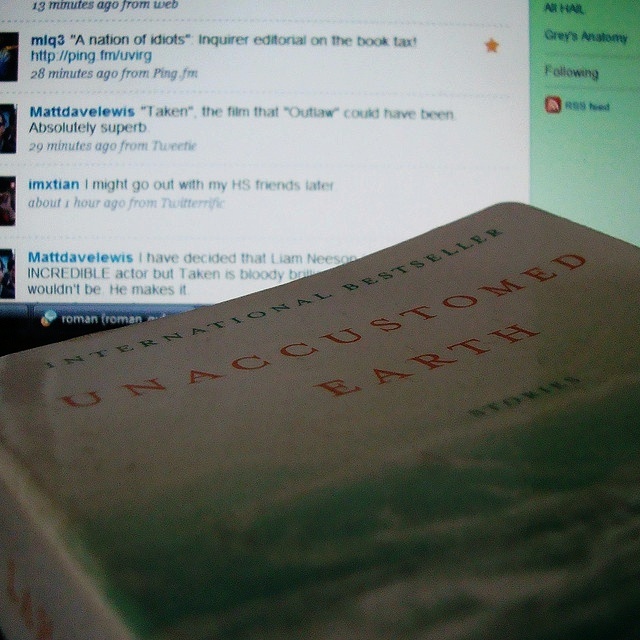 13 minutes ago from web
mlq3 "A nation of idiots": Inquirer editorial on the book tax!
http://ping.fm/uvirg
28 minutes ago from Ping.fm
Mattdavelewis "Taken", the film that "Outlaw" could have been.
Absolutely superb.
29 minutes ago from Tweetie
imxtian I might go out with my HS friends later
about 1 hour ago from Twitterrific
Mattdavelewis I have decided that Liam Neeson
INCREDIBLE actor but Taken is bloody
wouldn't be. He makes it
All HAIL
Grey's Anatomy
Following
RSS feed
roman (roman
INTERNATIONAL BESTSELLER
UNACCUSTOMED
EARTH
STORIES